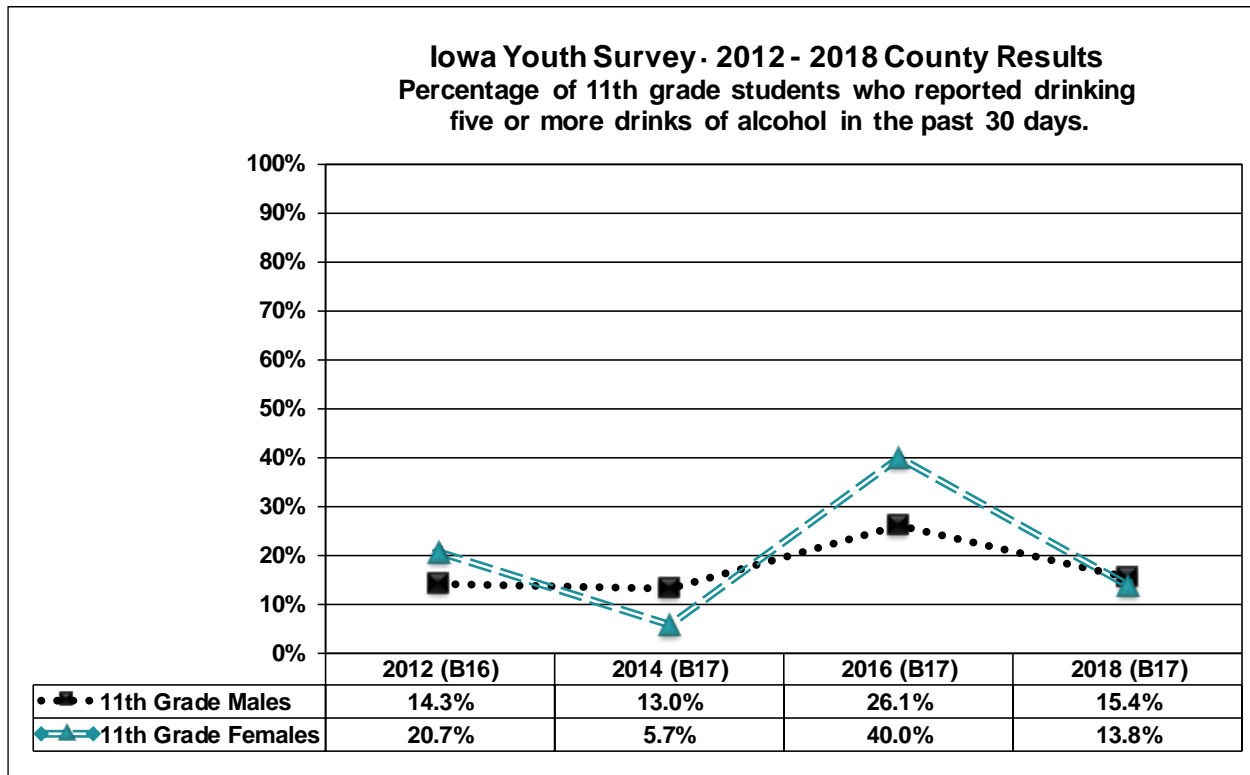 Iowa Youth Survey · 2012 - 2018 County Results
Percentage of 11th grade students who reported drinking
five or more drinks of alcohol in the past 30 days.
100%
90%
80%
70%
60%
50%
40%
30%
20%
10%
0%
2012 (B16) 2014 (B17) 2016 (B17) 2018 (B17)
11th Grade Males 14.3% 13.0% 26.1% 15.4%
11th Grade Females 20.7% 5.7% 40.0% 13.8%